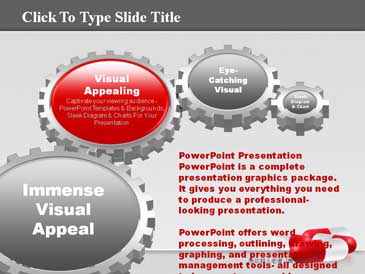 Click To Type Slide Title
Visual
Appealing
Captivate your viewing audience-
PowerPoint Templates & Backgrounds,
Sleek Diagram & Charts For Your
Presentation
Eye-
Catching
Visual
Sleek
Diagram
& Chart
Immense
Visual
Appeal
PowerPoint Presentation
PowerPoint is a complete
presentation graphics package.
It gives you everything you need
to produce a professional-
looking presentation.
PowerPoint offers word
processing, outlining, drawing,
graphing, and presentation
management tools- all designed